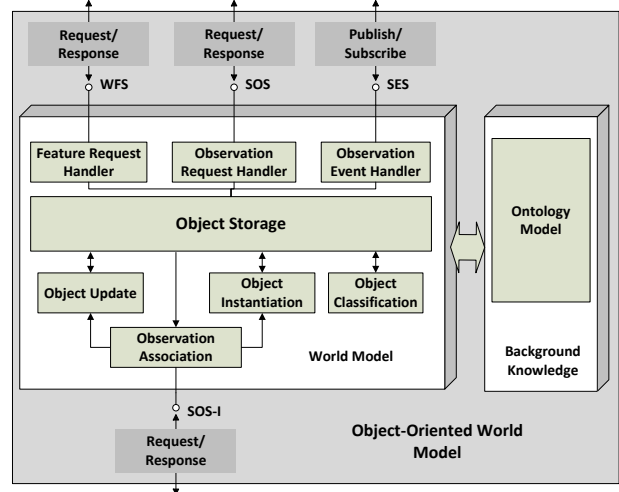 Request/
Response
Request/
Response
Publish/
Subscribe
WFS
SOS
SES
Feature Request
Handler
Observation
Request Handler
Observation
Event Handler
Object Storage
Ontology
Model
Object Update
Object
Instantiation
Object
Classification
Observation
Association
World Model
Background
Knowledge
SOS-I
Request/
Response
Object-Oriented World
Model